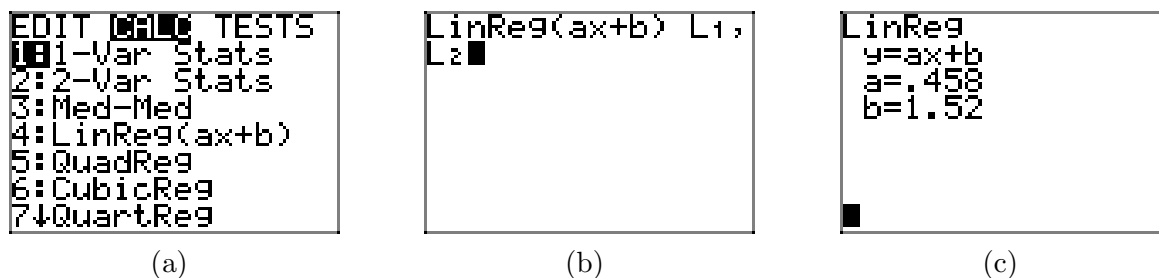 EDIT CALC TESTS
1:1-Var Stats
2:2-Var Stats
3:Med-Med
4:LinReg(ax+b)
5:QuadReg
6:CubicReg
7↓QuartReg
(a)
LinReg(ax+b) L₁,
L₂
(b)
LinReg
y=ax+b
a=.458
b=1.52
(c)